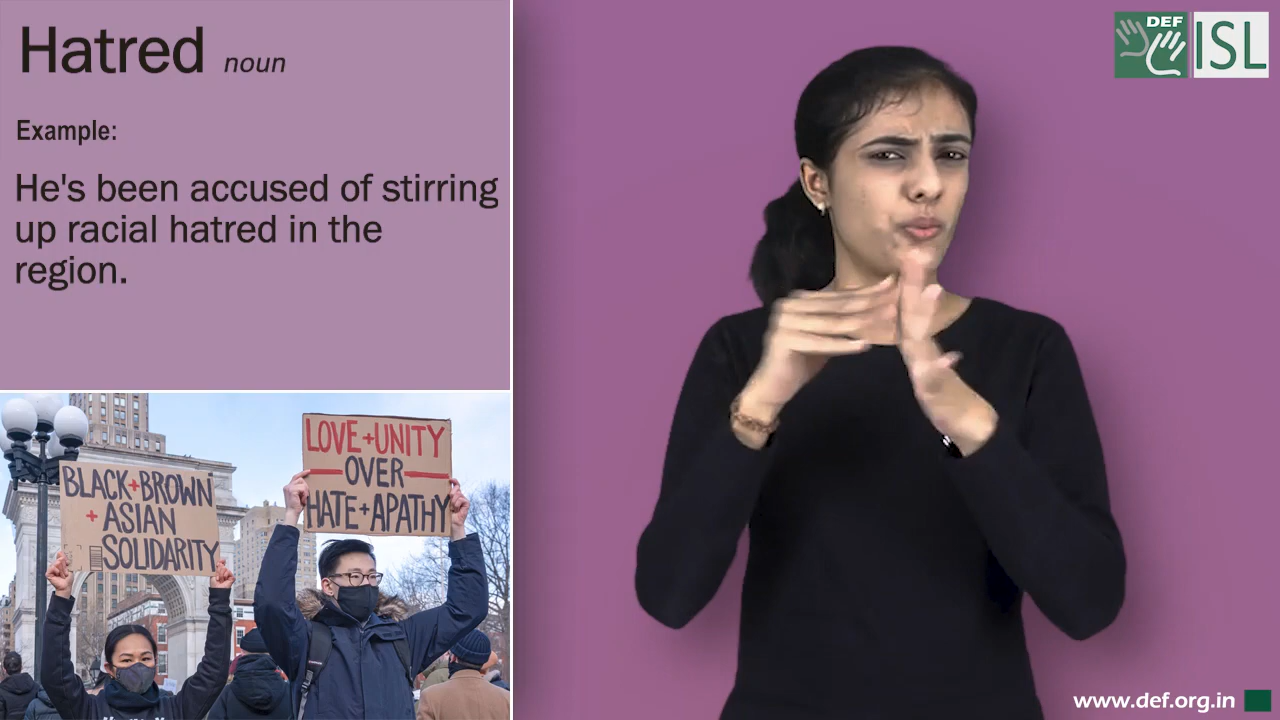 Hatred noun
Example:
He's been accused of stirring
up racial hatred in the
region.
BLACK+BROWN
+ ASIAN
SOLIDARITY
LOVE+UNITY
OVER
HATE+APATHY
DEF
ISL
www.def.org.in